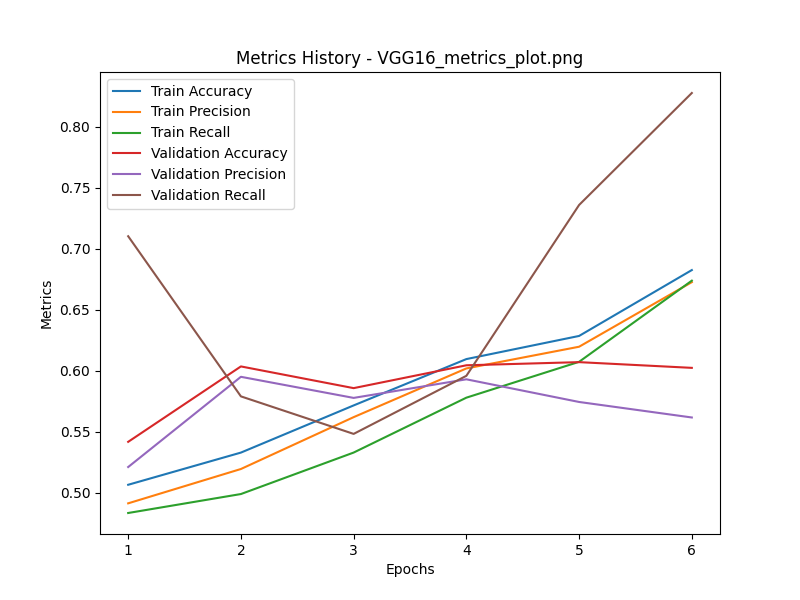 Metrics History - VGG16_metrics_plot.png
Train Accuracy
Train Precision
Train Recall
Validation Accuracy
Validation Precision
Validation Recall
0.80
0.75
0.70
0.65
0.60
0.55
0.50
Metrics
1 2 3 4 5 6
Epochs